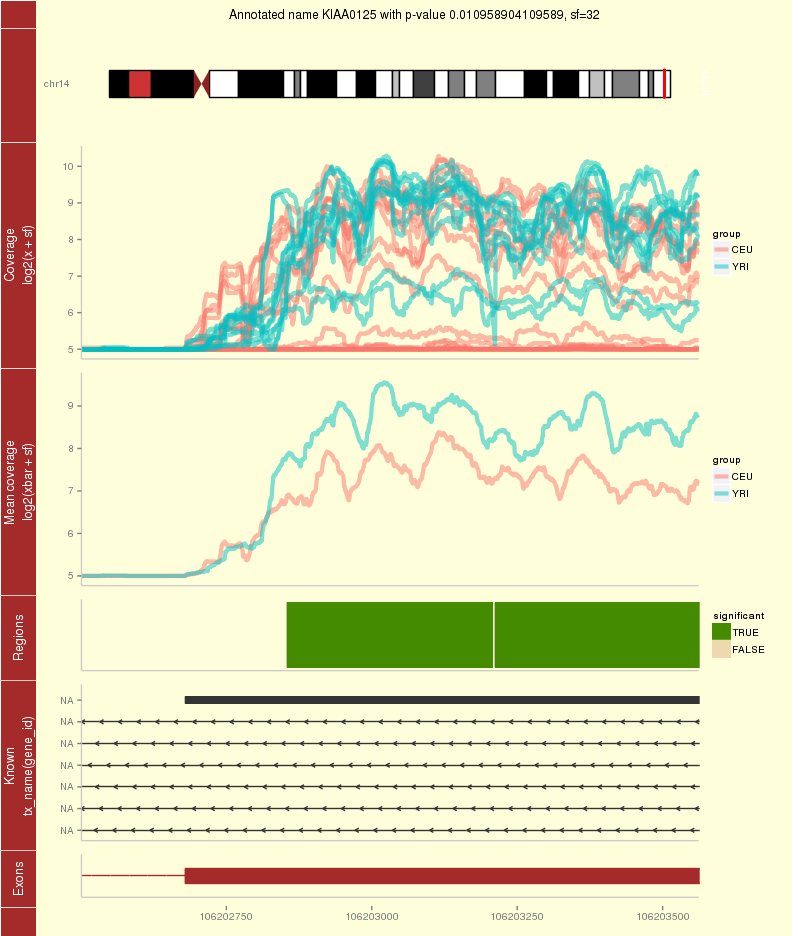 Annotated name KIAA0125 with p-value 0.010958904109589, sf=32
chr14
Coverage
log2(x + sf)
10
9
8
7
6
5
group
CEU
YRI
Mean coverage
log2(xbar + sf)
9
8
7
6
5
group
CEU
YRI
Regions
significant
TRUE
FALSE
Known
tx_name(gene_id)
NA
NA
NA
NA
NA
NA
NA
Exons
106202750 106203000 106203250 106203500